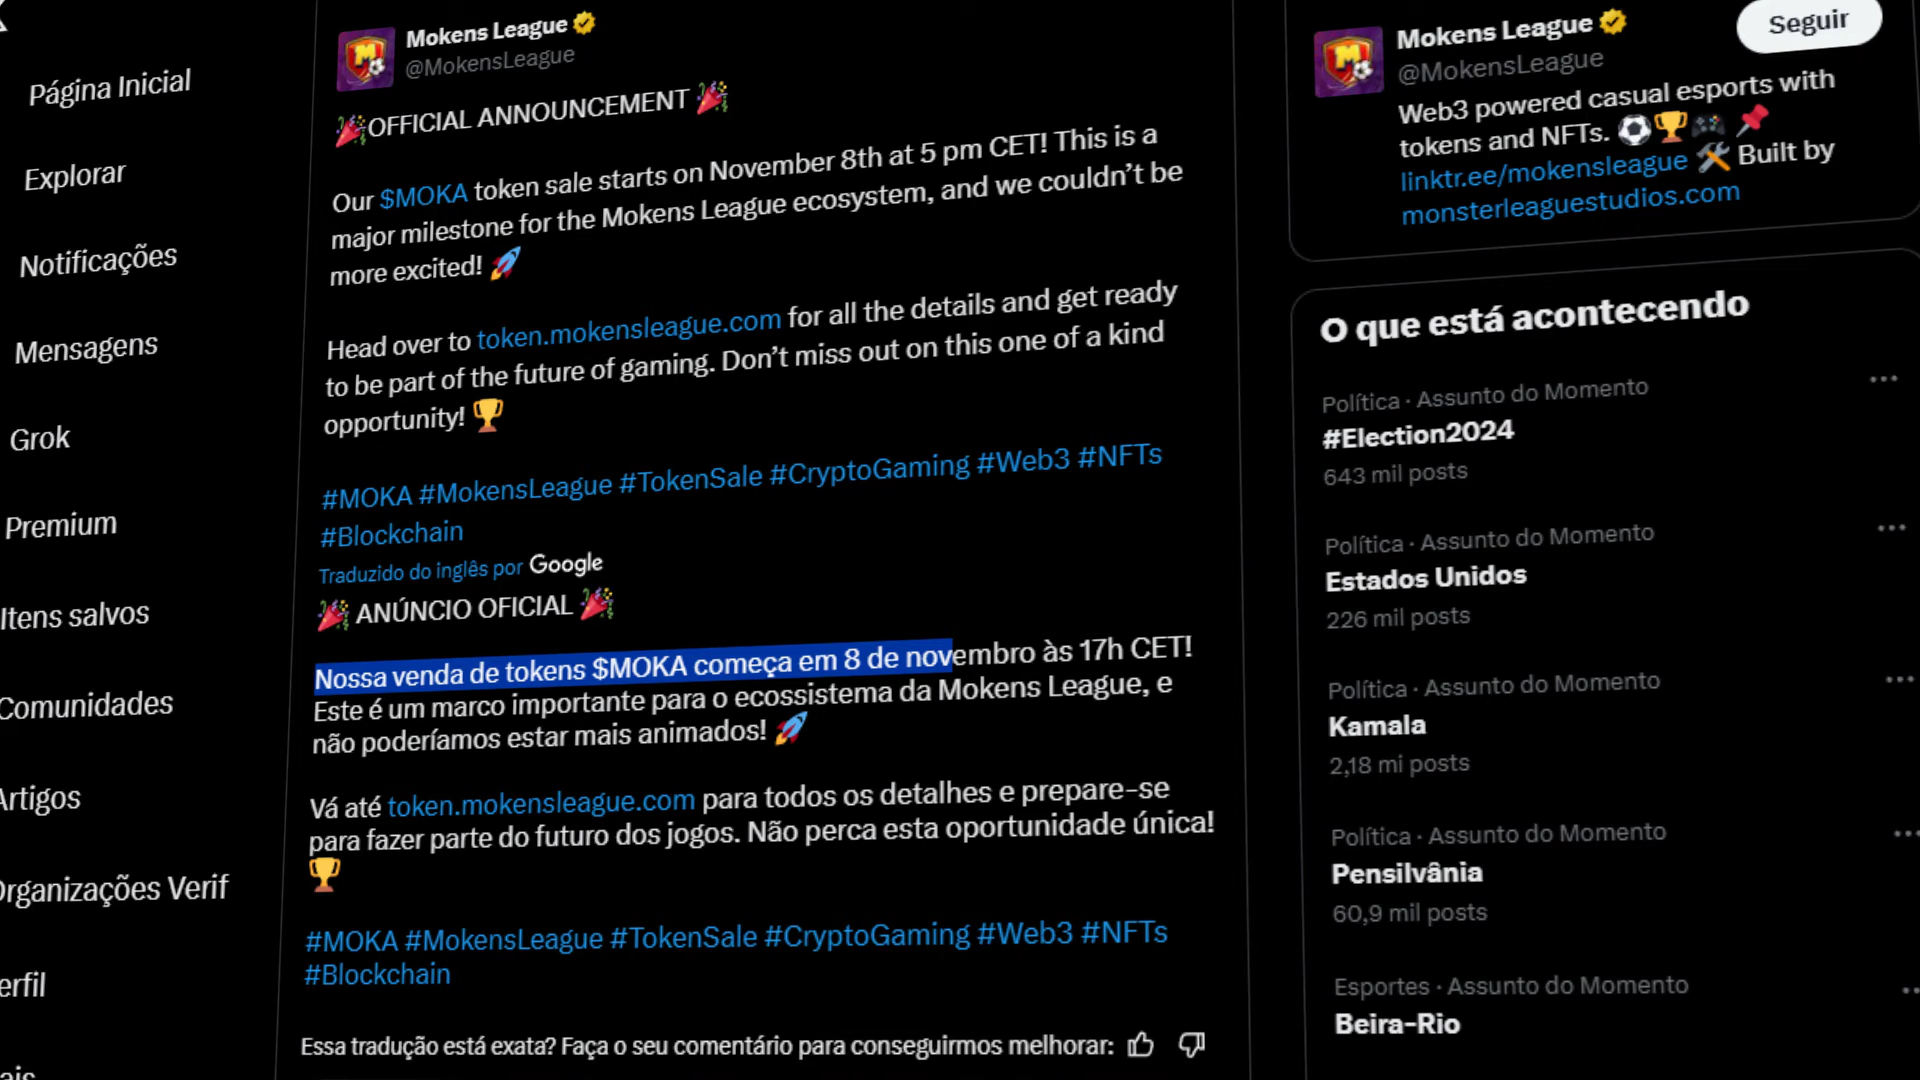 Página Inicial
Explorar
Notificações
Mensagens
Grok
Premium
Itens salvos
Comunidades
Artigos
Organizações Verif
erfil
ais
Mokens League
@MokensLeague
OFFICIAL ANNOUNCEMENT
Our $MOKA token sale starts on November 8th at 5 pm CET! This is a
major milestone for the Mokens League ecosystem, and we couldn’t be
more excited!
Head over to token.mokensleague.com for all the details and get ready
to be part of the future of gaming. Don’t miss out on this one of a kind
opportunity!
#MOKA #MokensLeague #TokenSale #CryptoGaming #Web3 #NFTs
#Blockchain
Traduzido do inglês por Google
ANÚNCIO OFICIAL
Nossa venda de tokens $MOKA começa em 8 de novembro às 17h CET!
Este é um marco importante para o ecossistema da Mokens League, e
não poderíamos estar mais animados!
Vá até token.mokensleague.com para todos os detalhes e prepare-se
para fazer parte do futuro dos jogos. Não perca esta oportunidade única!
#MOKA #MokensLeague #TokenSale #CryptoGaming #Web3 #NFTs
#Blockchain
Essa tradução está exata? Faça o seu comentário para conseguirmos melhorar:
Mokens League
@MokensLeague
Seguir
Web3 powered casual esports with
tokens and NFTs.
linktr.ee/mokensleague Built by
monsterleaguestudios.com
O que está acontecendo
Política · Assunto do Momento
#Election2024
643 mil posts
Política · Assunto do Momento
Estados Unidos
226 mil posts
Política · Assunto do Momento
Kamala
2,18 mi posts
Política · Assunto do Momento
Pensilvânia
60,9 mil posts
Esportes · Assunto do Momento
Beira-Rio